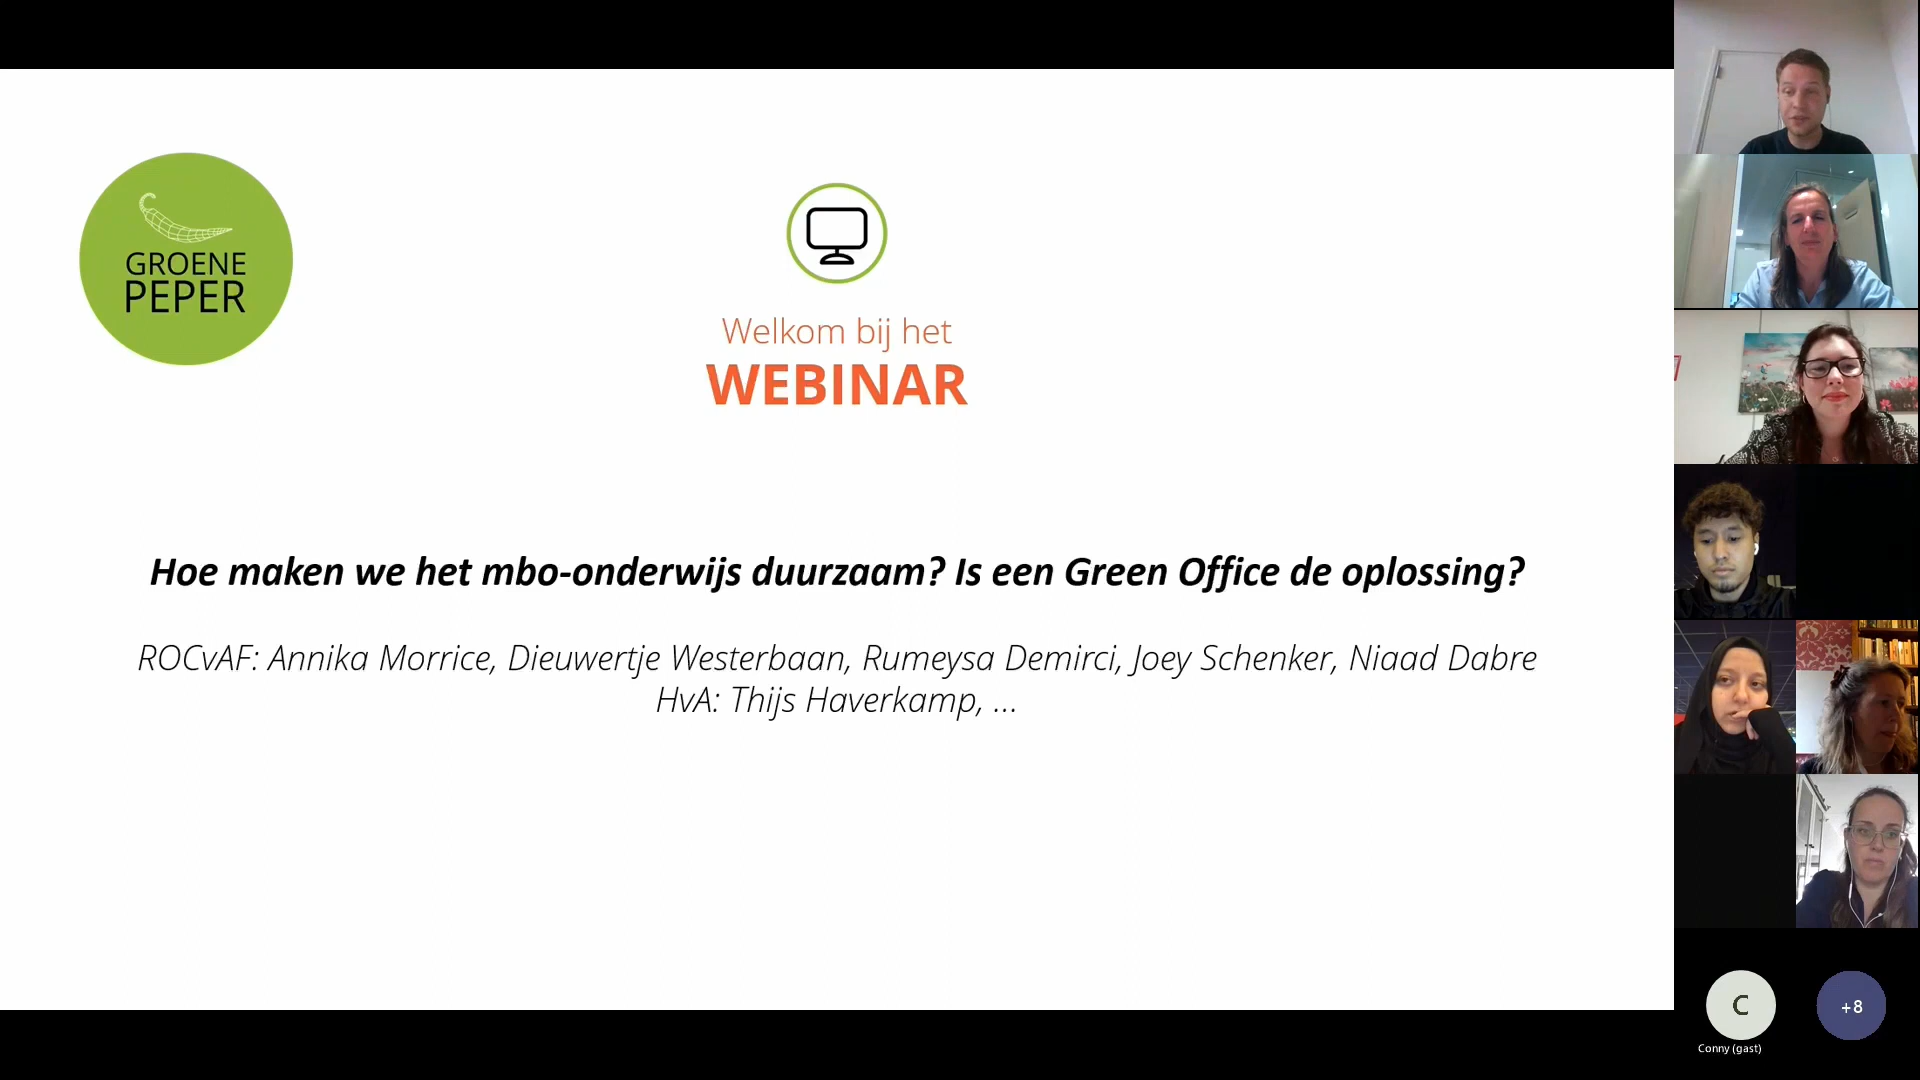 GROENE
PEPER
Welkom bij het
WEBINAR
Hoe maken we het mbo-onderwijs duurzaam? Is een Green Office de oplossing?
ROCvAF: Annika Morrice, Dieuwertje Westerbaan, Rumeysa Demirci, Joey Schenker, Niaad Dabre
HvA: Thijs Haverkamp, ...
C
+8
Conny (gast)